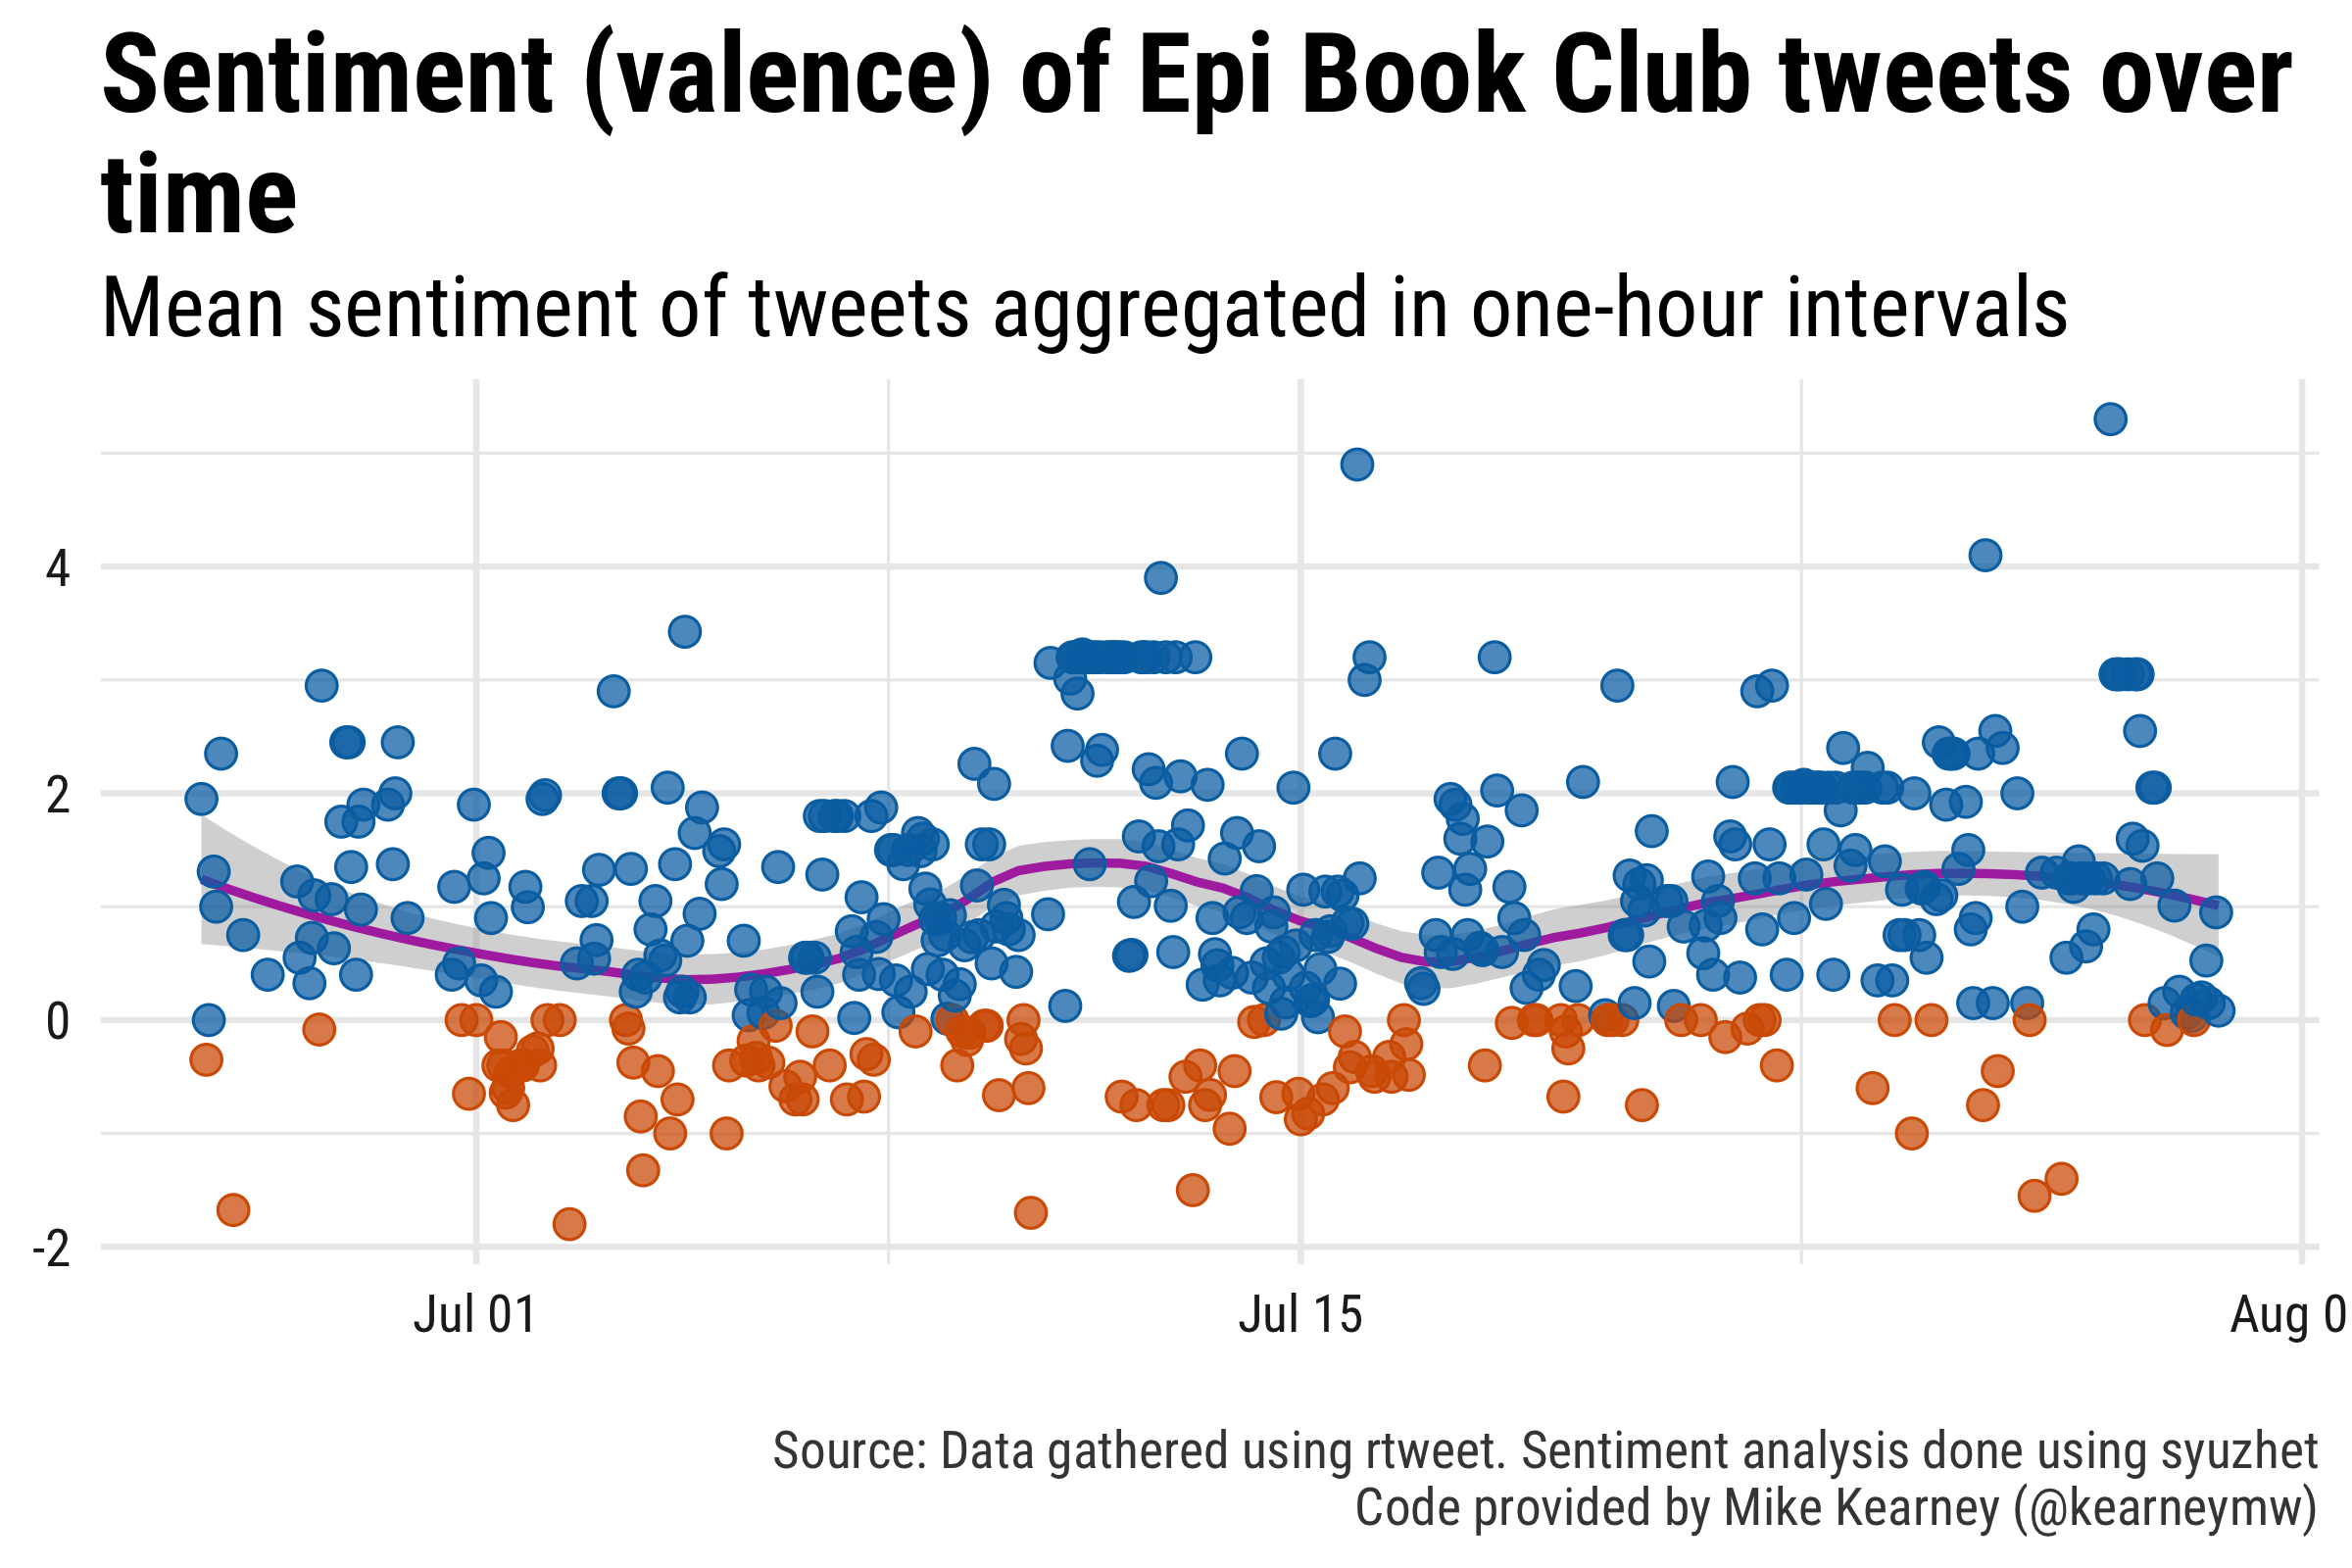 Sentiment (valence) of Epi Book Club tweets over
time
Mean sentiment of tweets aggregated in one-hour intervals
4
2
0
-2
Jul 01
Jul 15
Aug 0
Source: Data gathered using rtweet. Sentiment analysis done using syuzhet
Code provided by Mike Kearney (@kearneymw)